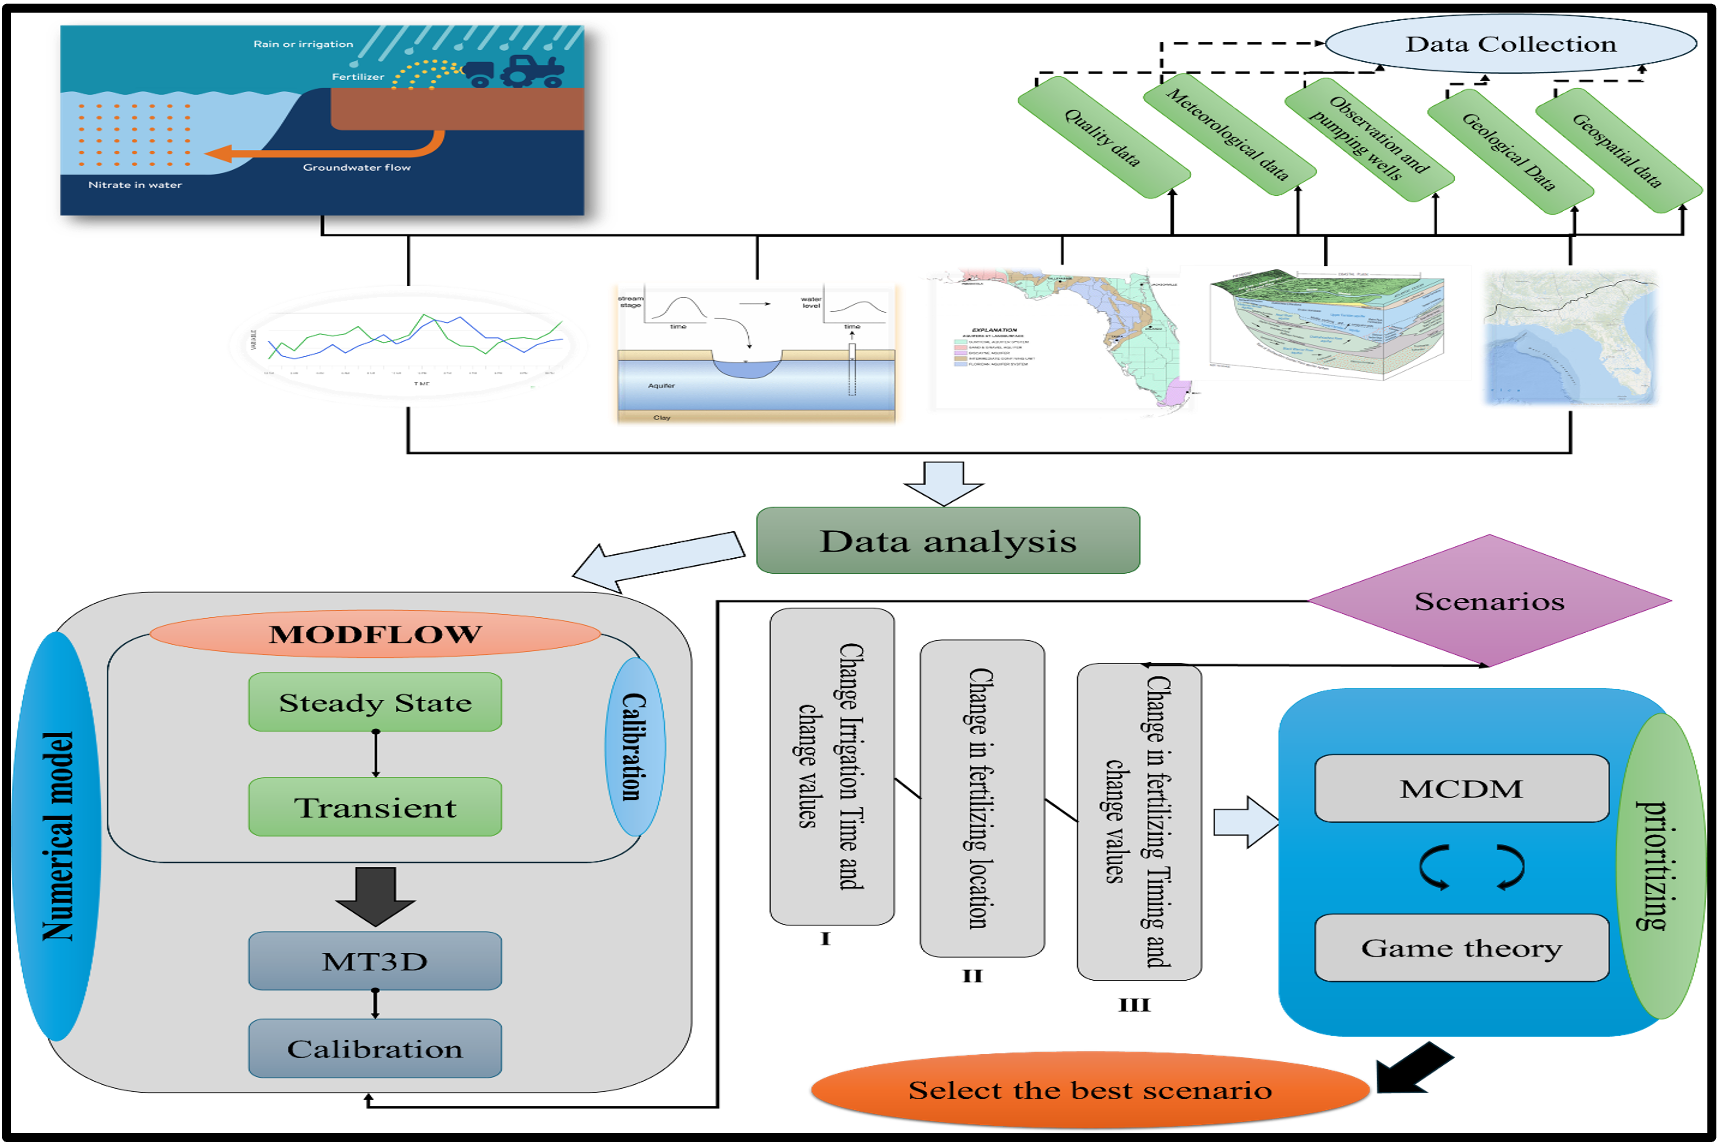 Rain or irrigation
Fertilizer
Groundwater flow
Nitrate in water
Data Collection
Quality data
Meteorological data
Observation and
pumping wells
Geological Data
Geospatial data
VARIABLE
TIME
stream
stage
time
water
level
time
Aquifer
Clay
EXPLANATION
Data analysis
Scenarios
Numerical model
MODFLOW
Steady State
Transient
Calibration
MT3D
Calibration
Change Irrigation Time and
change values
I
Change in fertilizing location
II
Change in fertilizing Timing and
change values
III
MCDM
Game theory
prioritizing
Select the best scenario